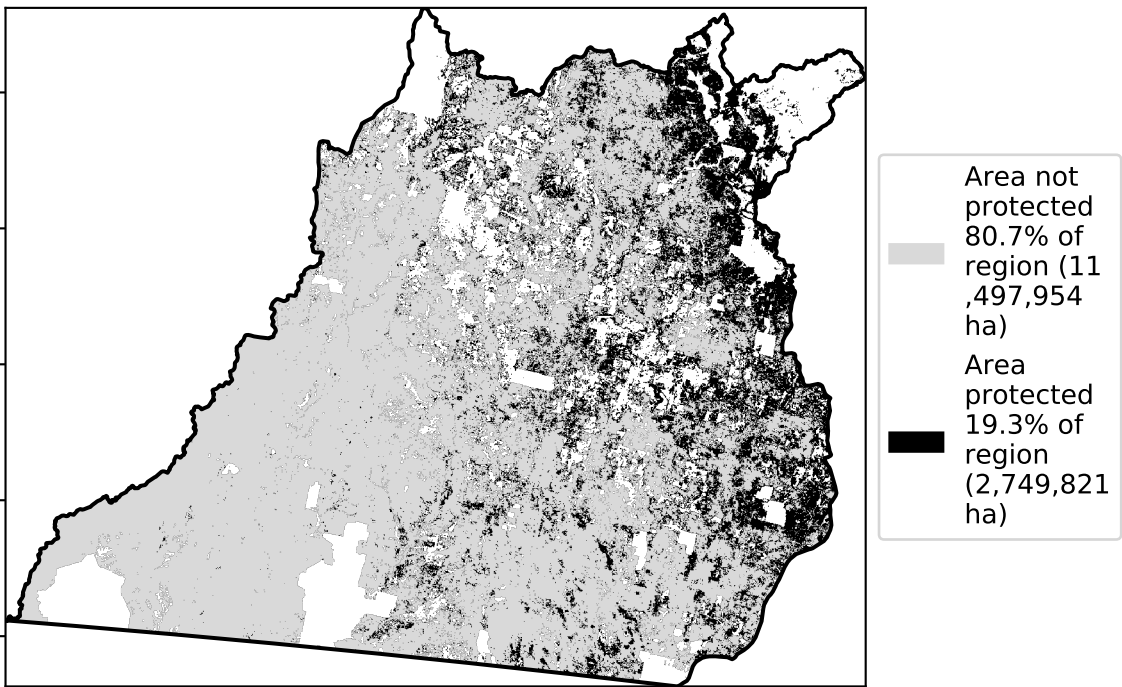 Area not
protected
80.7% of
region (11
,497,954
ha)
Area
protected
19.3% of
region
(2,749,821
ha)